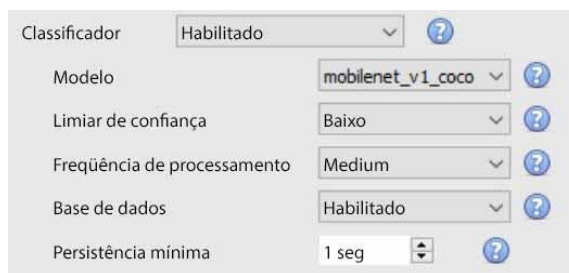 Classificador Habilitado
Modelo mobilenet_v1_coco
Limiar de confiança Baixo
Freqüência de processamento Medium
Base de dados Habilitado
Persistência mínima 1 seg